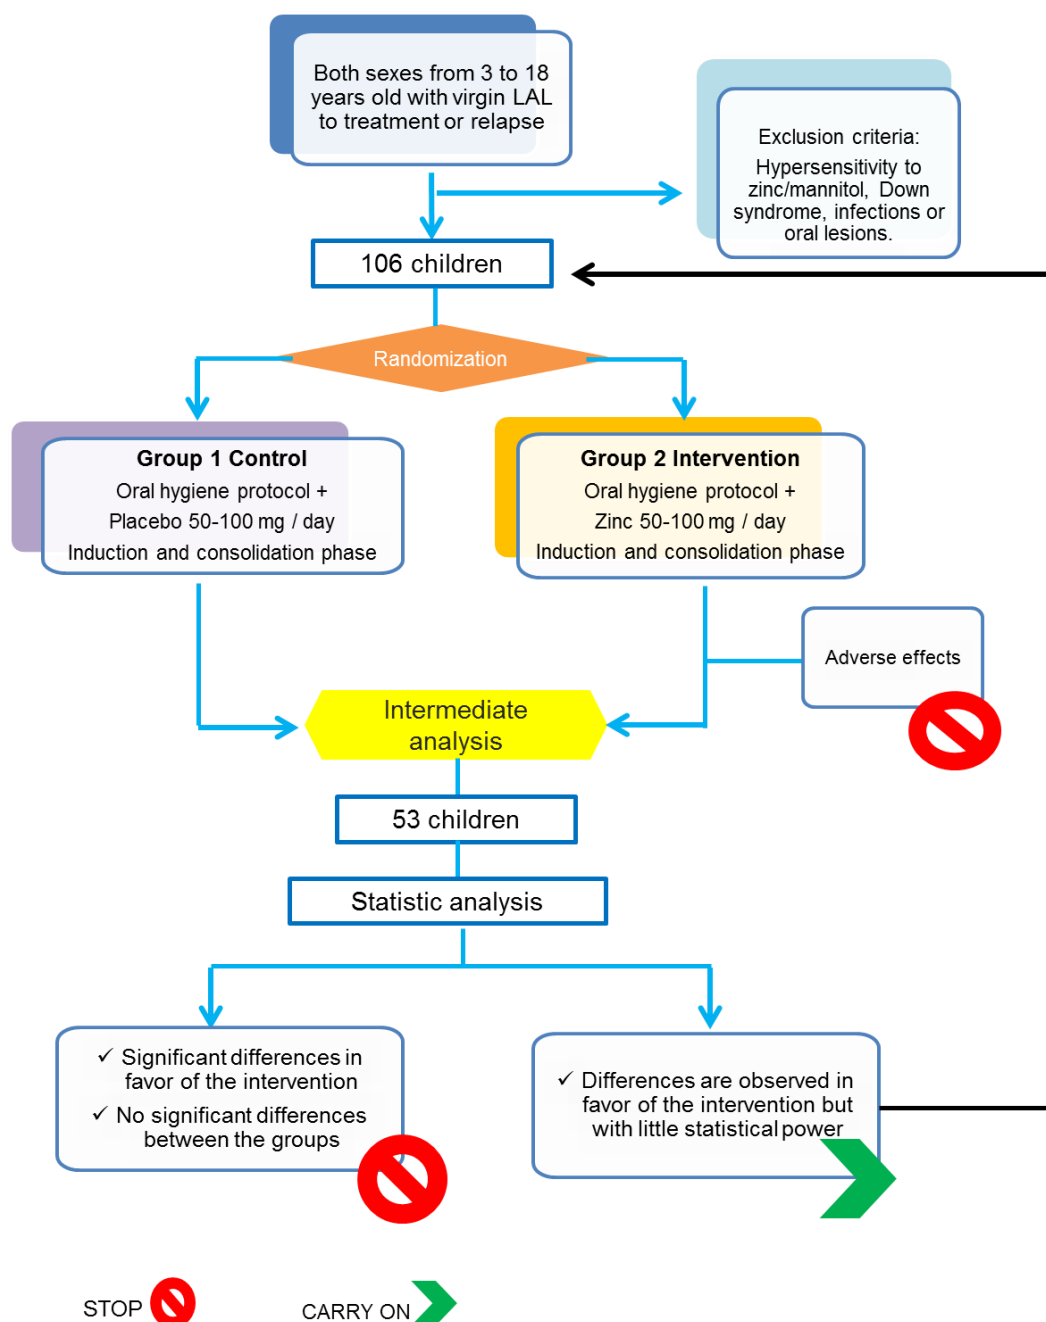 Both sexes from 3 to 18
years old with virgin LAL
to treatment or relapse
Exclusion criteria:
Hypersensitivity to
zinc/mannitol, Down
syndrome, infections or
oral lesions.
106 children
Randomization
Group 1 Control
Oral hygiene protocol +
Placebo 50-100 mg / day
Induction and consolidation phase
Group 2 Intervention
Oral hygiene protocol +
Zinc 50-100 mg / day
Induction and consolidation phase
Adverse effects
Intermediate
analysis
53 children
Statistic analysis
✓ Significant differences in
favor of the intervention
✓ No significant differences
between the groups
✓ Differences are observed in
favor of the intervention but
with little statistical power
STOP
CARRY ON